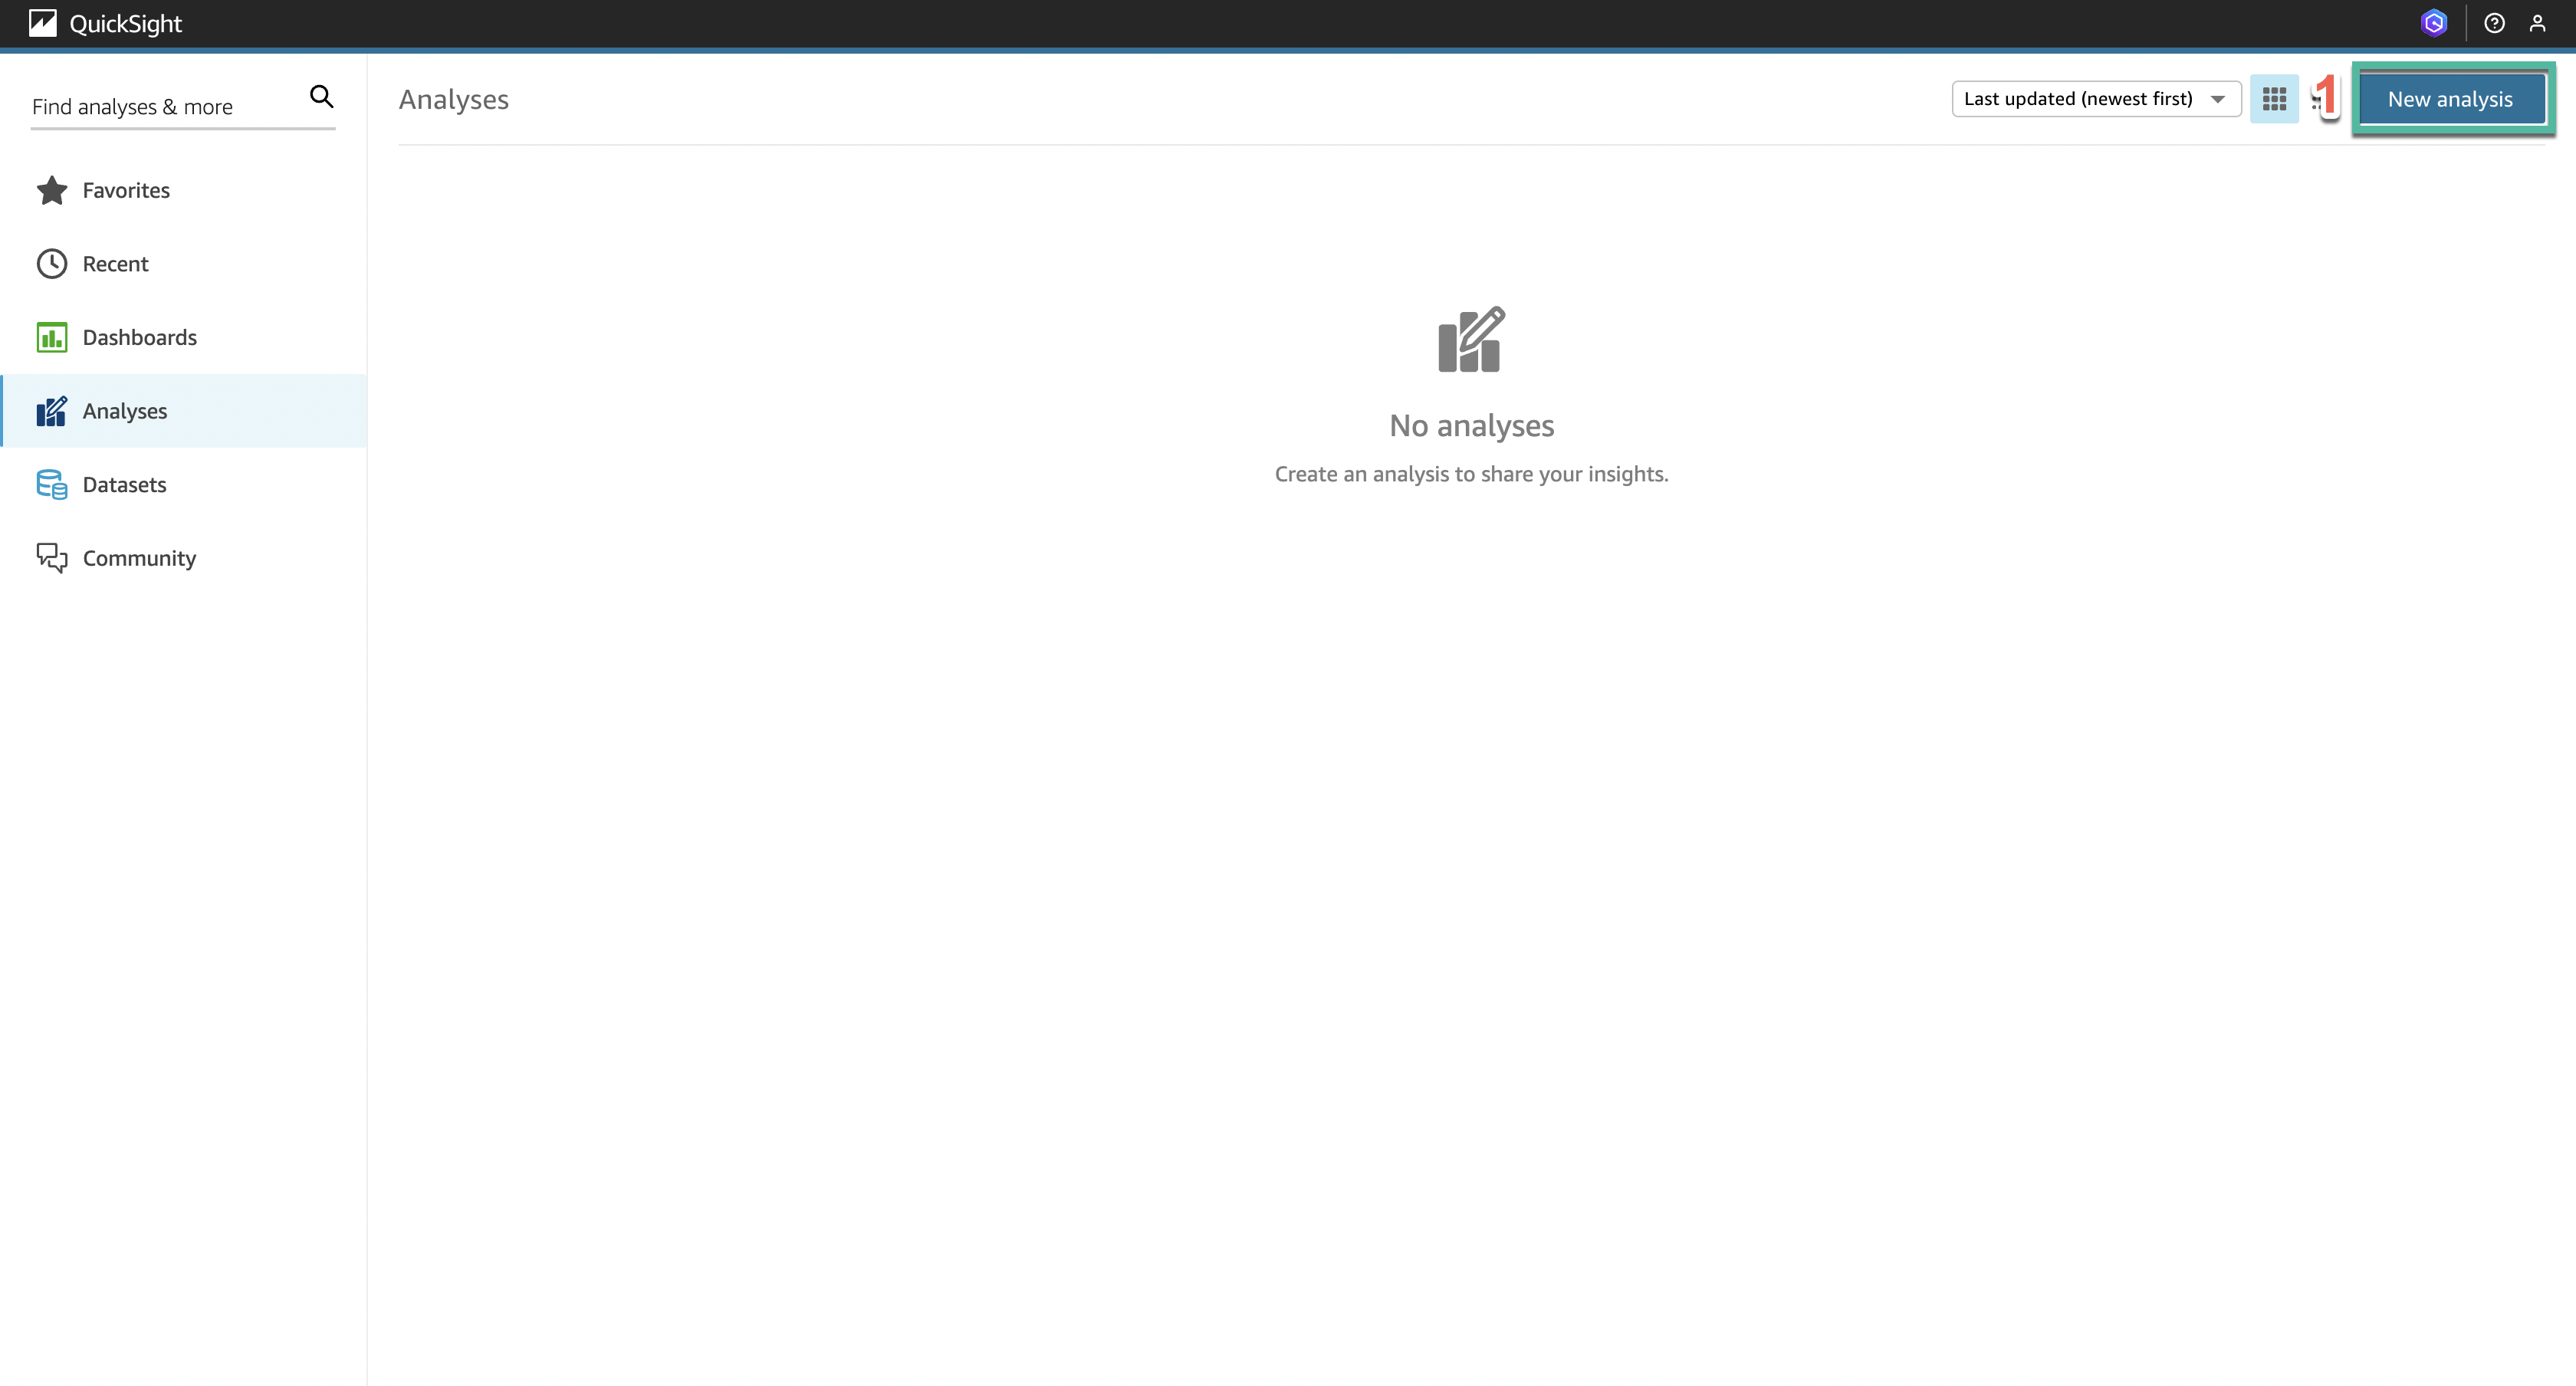 QuickSight
Find analyses & more
Analyses
Last updated (newest first)
1
New analysis
Favorites
Recent
Dashboards
Analyses
Datasets
Community
No analyses
Create an analysis to share your insights.